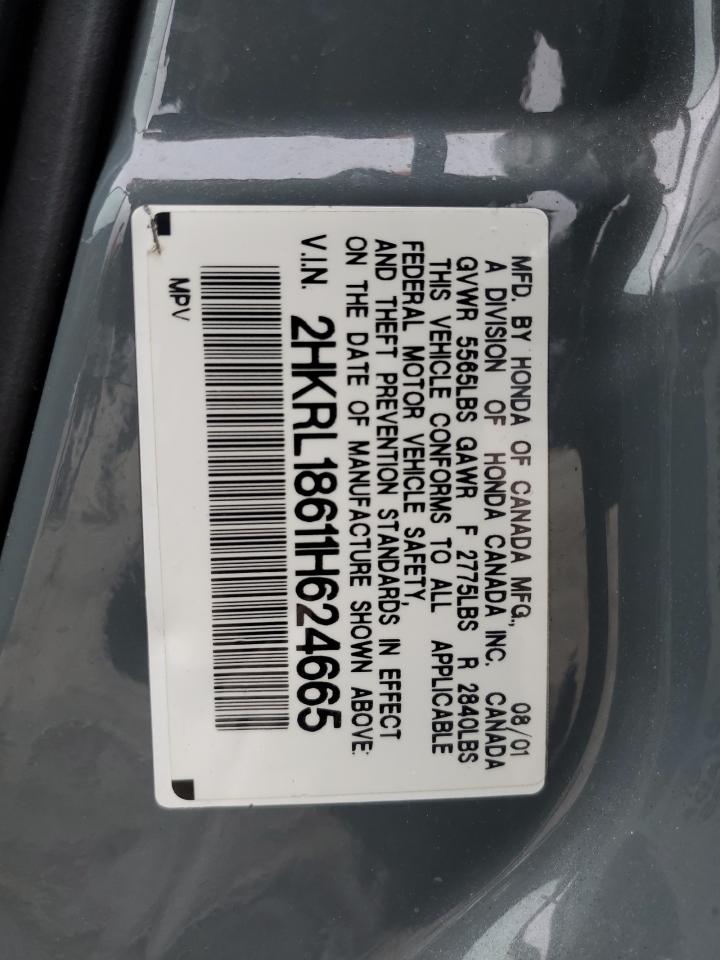 MFD. BY HONDA OF CANADA MFG., 08/01
A DIVISION OF HONDA CANADA INC. CANADA
GVWR 5565LBS GAWR F 2775LBS R 2840LBS
THIS VEHICLE CONFORMS TO ALL APPLICABLE
FEDERAL MOTOR VEHICLE SAFETY,
AND THEFT PREVENTION STANDARDS IN EFFECT
ON THE DATE OF MANUFACTURE SHOWN ABOVE.
V.I.N. 2HKRL18611H624665
MPV